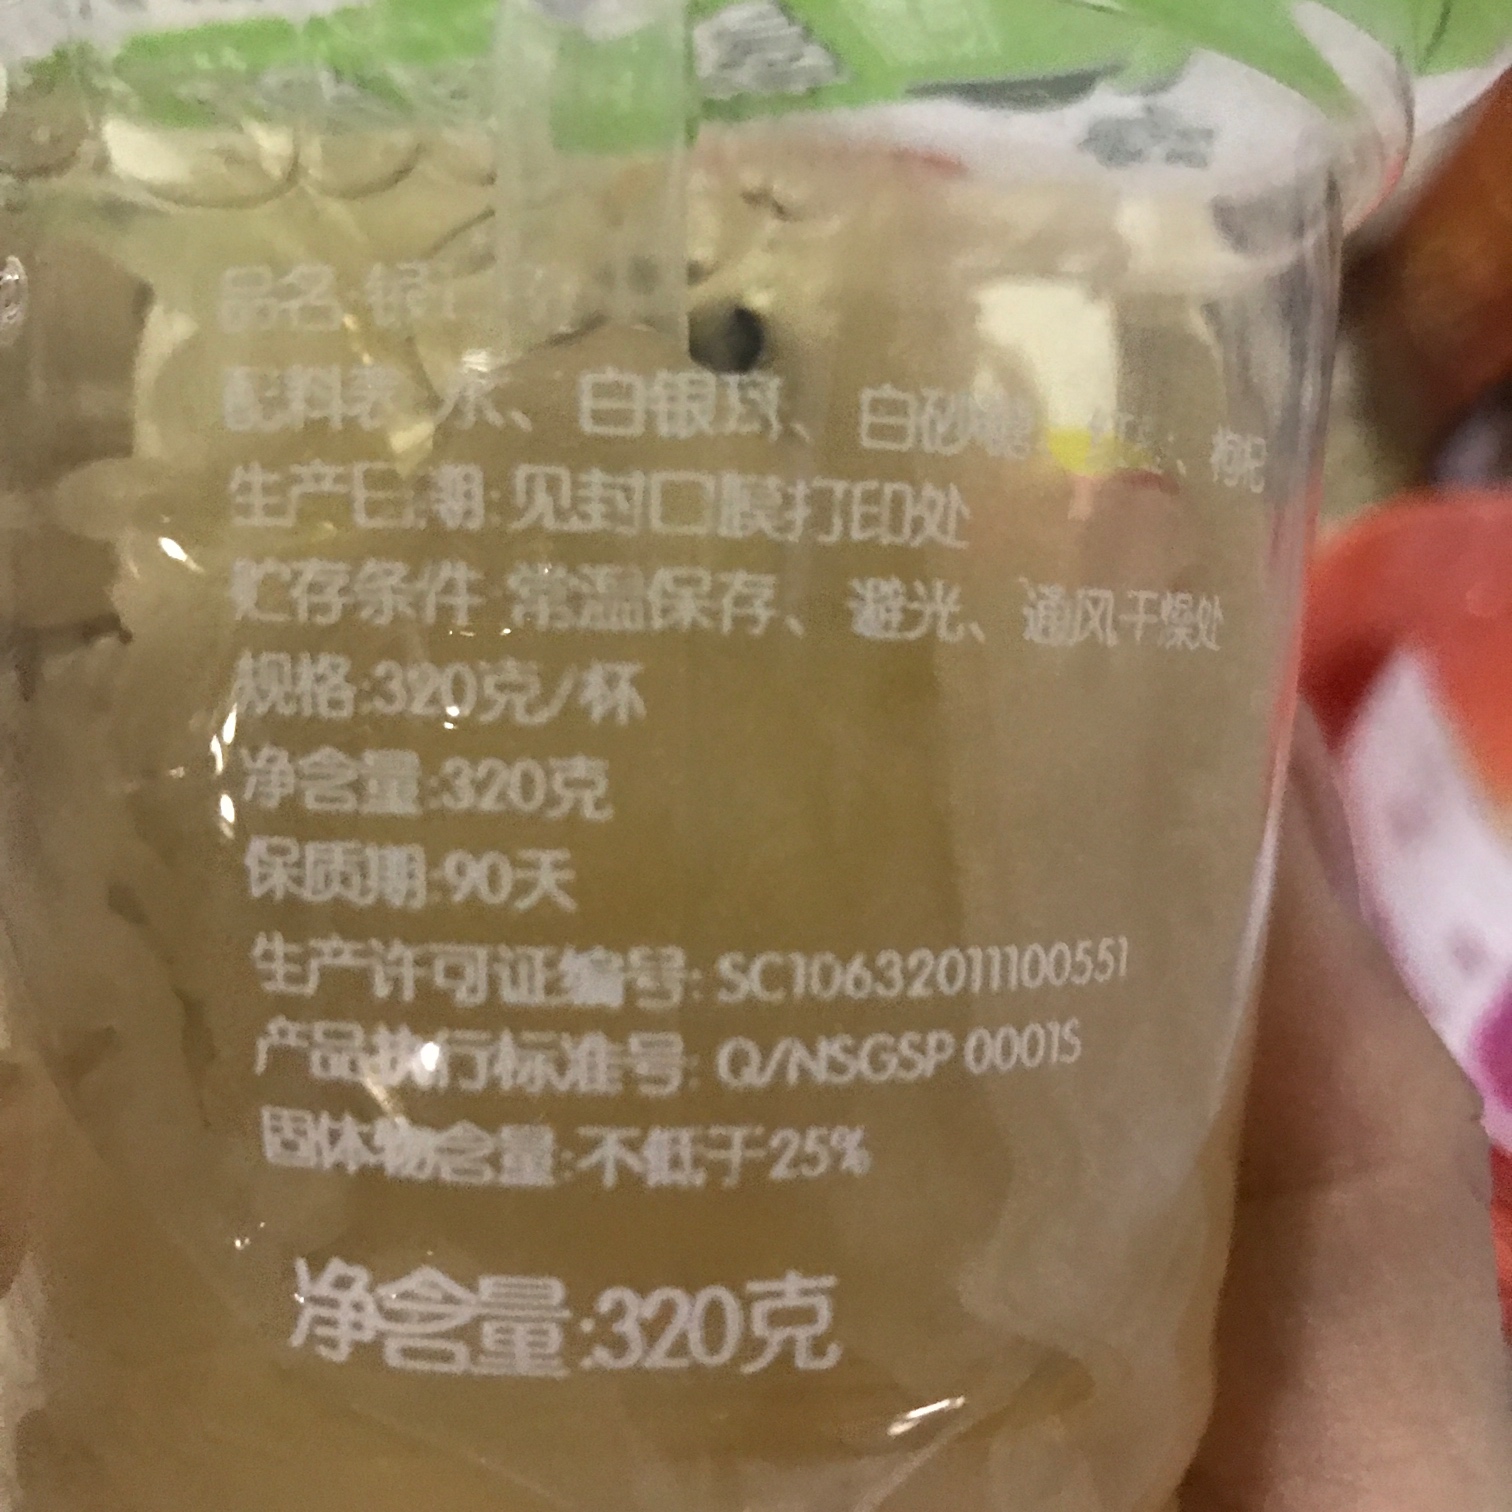 品名:银
配料表:水、白银耳、白砂糖、红枣、枸杞
生产日期:见封口膜打印处
贮存条件:常温保存、避光、通风干燥处
规格:320克/杯
净含量:320克
保质期:90天
生产许可证编号:SC10632011100551
产品执行标准号:Q/NSGSP 0001S
固体物含量:不低于25%
净含量:320克